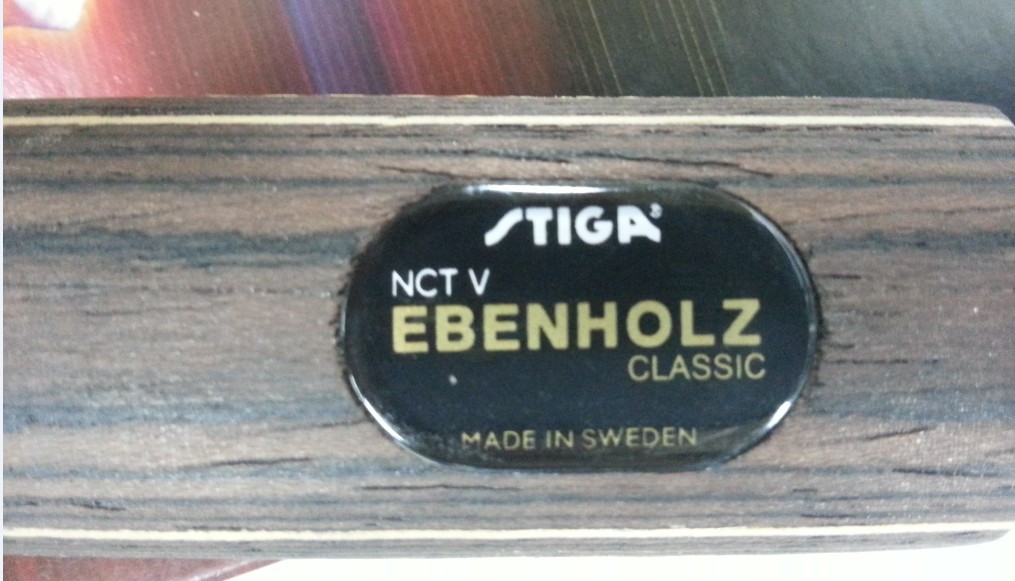 STIGA®
NCT V
EBENHOLZ
CLASSIC
MADE IN SWEDEN